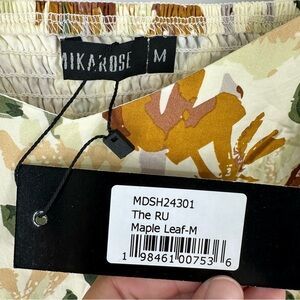 MIKAROSE M
MDSH24301
The RU
Maple Leaf-M
1 98461 00753 6